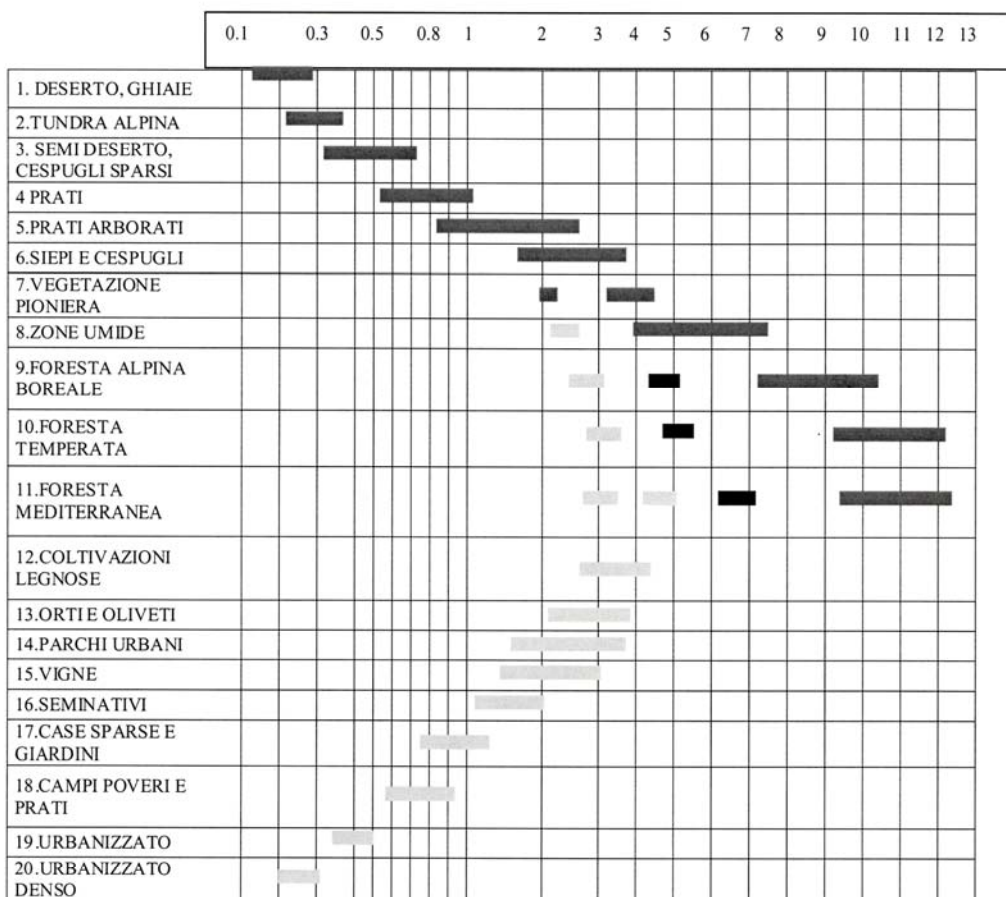 0.1 0.3 0.5 0.8 1 2 3 4 5 6 7 8 9 10 11 12 13
1. DESERTO, GHIAIE
2.TUNDRA ALPINA
3. SEMI DESERTO,
CESPUGLI SPARSI
4 PRATI
5.PRATI ARBORATI
6.SIEPI E CESPUGLI
7.VEGETAZIONE
PIONIERA
8.ZONE UMIDE
9.FORESTA ALPINA
BOREALE
10.FORESTA
TEMPERATA
11.FORESTA
MEDITERRANEA
12.COLTIVAZIONI
LEGNOSE
13.ORTI E OLIVETI
14.PARCHI URBANI
15.VIGNE
16.SEMINATIVI
17.CASE SPARSE E
GIARDINI
18.CAMPI POVERI E
PRATI
19.URBANIZZATO
20.URBANIZZATO
DENSO